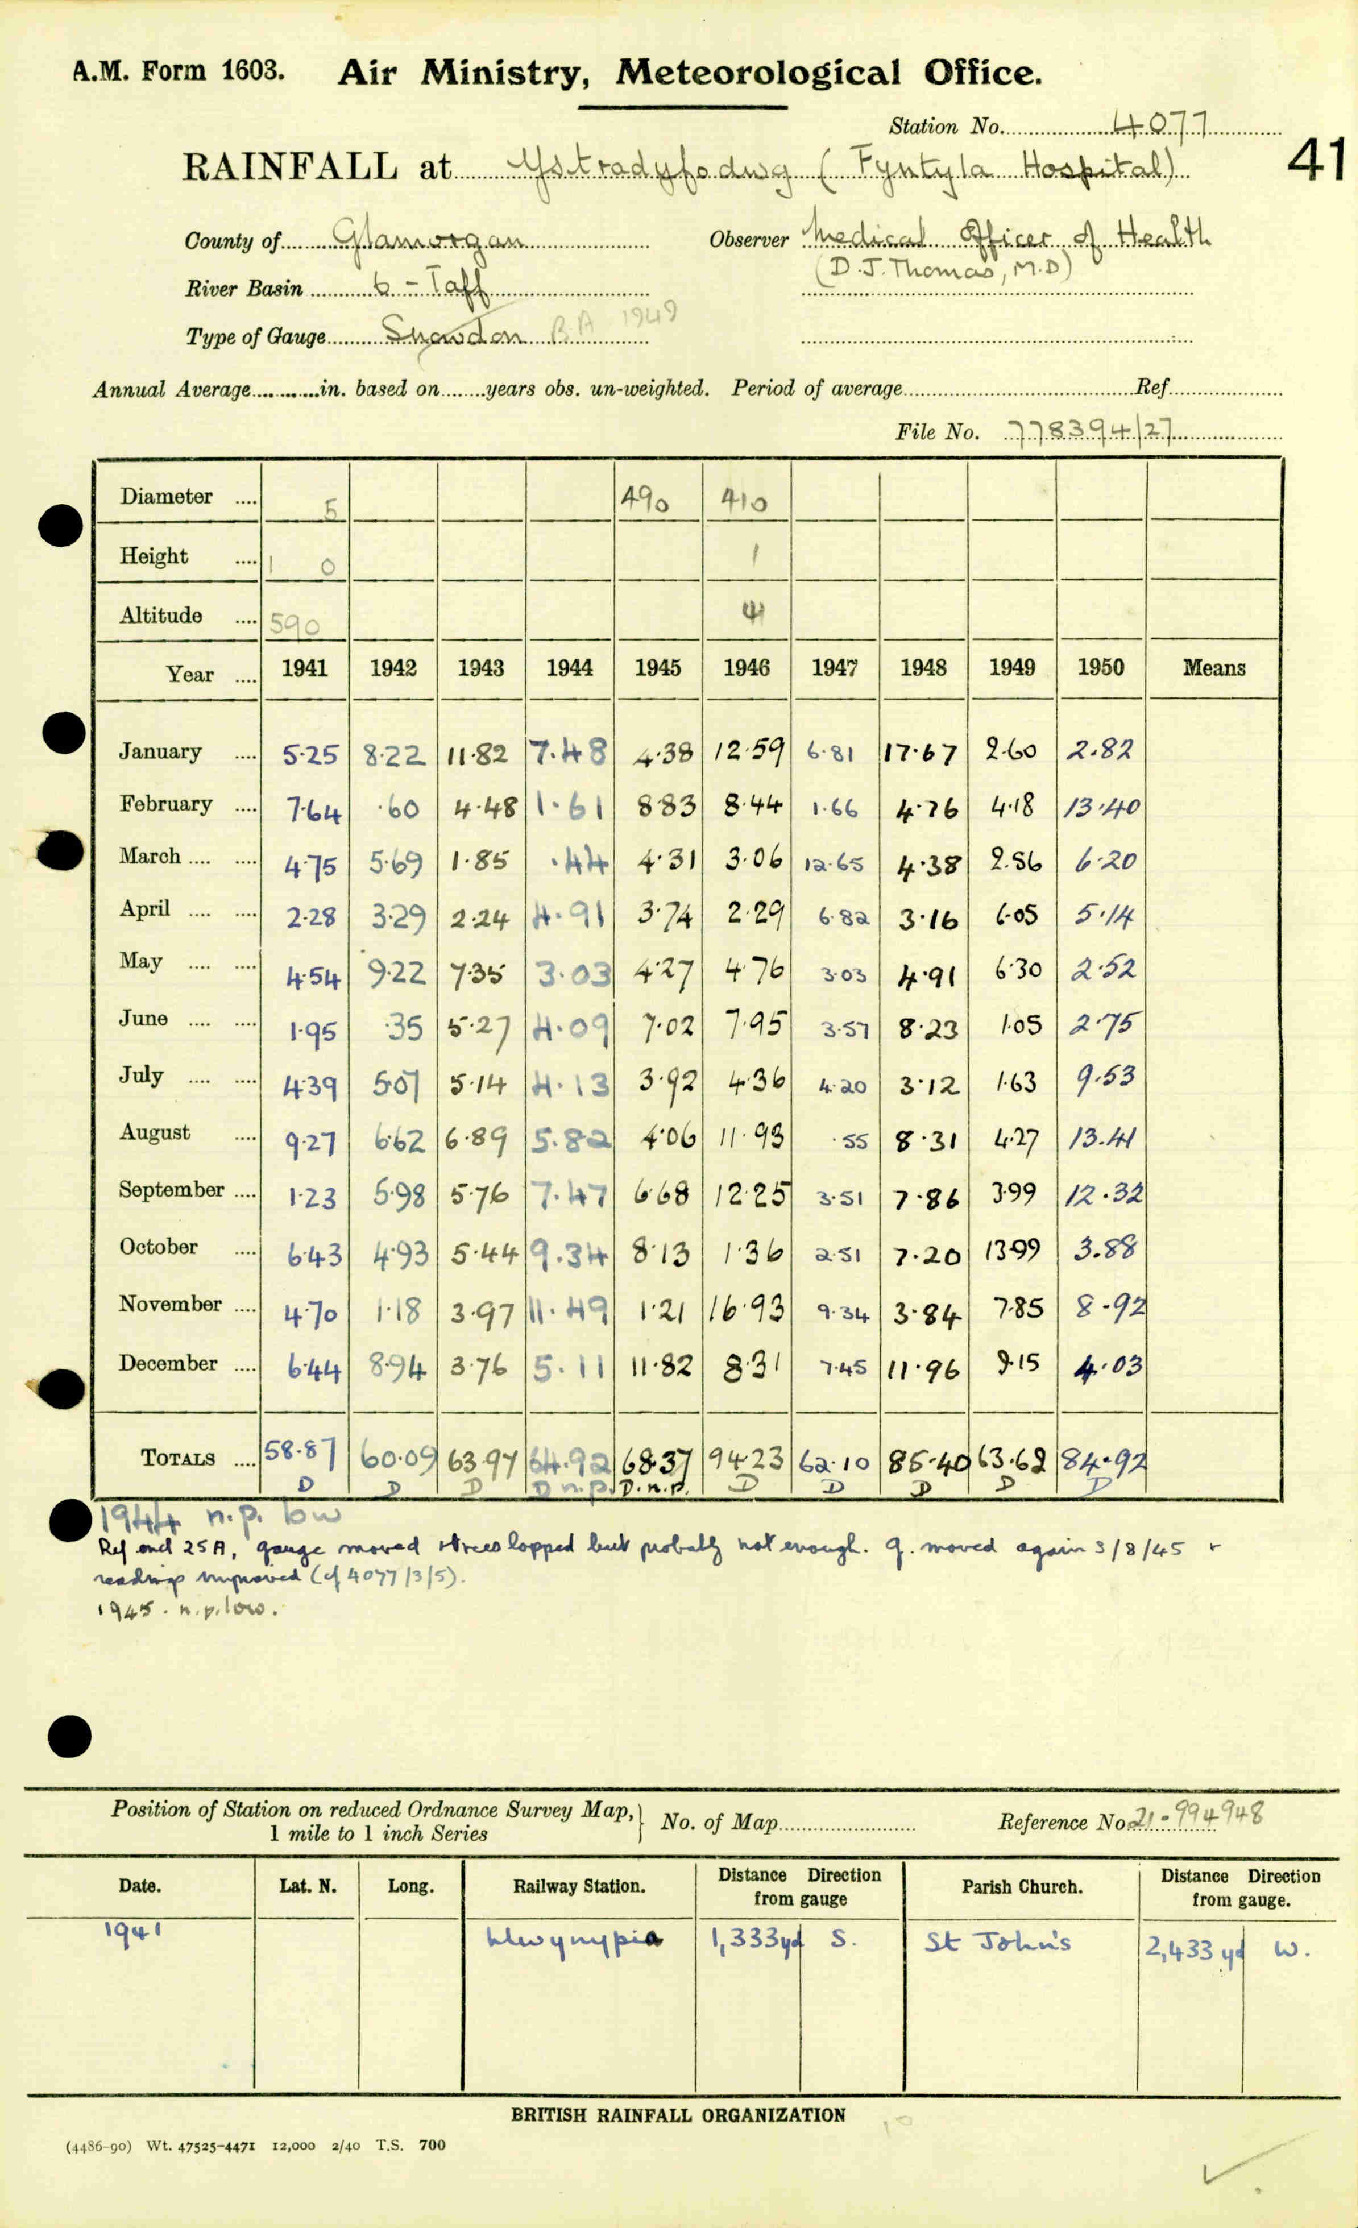 A.M. Form 1603. Air Ministry, Meteorological Office.
Station No. 4077
41
RAINFALL at Ystradyfodwg (Tyntyla Hospital)
County of Glamorgan Observer Medical Officer of Health
(D.J. Thomas, M.D)
River Basin 6 - Taff
Type of Gauge Snowdon BA 1949
Annual Average in. based on years obs. un-weighted. Period of average Ref
File No. 778394/27
Diameter 5 490 410
Height 1 0 1
Altitude 590
Year 1941 1942 1943 1944 1945 1946 1947 1948 1949 1950 Means
January 5.25 8.22 11.82 7.48 4.38 12.59 6.81 17.67 2.60 2.82
February 7.64 .60 4.48 1.61 8.83 8.44 1.66 4.76 4.18 13.40
March 4.75 5.69 1.85 .44 4.31 3.06 12.65 4.38 2.56 6.20
April 2.28 3.29 2.24 4.91 3.74 2.29 6.82 3.16 6.05 5.14
May 4.54 9.22 7.35 3.03 4.27 4.76 3.03 4.91 6.30 2.52
June 1.95 .35 5.27 4.09 7.02 7.95 3.57 8.23 1.05 2.75
July 4.39 5.07 5.14 4.13 3.92 4.36 4.20 3.12 1.63 9.53
August 9.27 6.62 6.89 5.82 4.06 11.93 .55 8.31 4.27 13.41
September 1.23 5.98 5.76 7.47 6.68 12.25 3.51 7.86 3.99 12.32
October 6.43 4.93 5.44 9.34 8.13 1.36 2.51 7.20 13.99 3.88
November 4.70 1.18 3.97 11.49 1.21 16.93 9.34 3.84 7.85 8.92
December 6.44 8.94 3.76 5.11 11.82 8.31 7.45 11.96 9.15 4.03
TOTALS 58.87 60.09 63.97 64.92 68.37 94.23 62.10 85.40 63.62 84.92
D D D D n.p. D.n.p. D D D D D
1944 n.p. low
Ref encl 25A, gauge moved & trees lopped but probably not enough. g. moved again 3/8/45 +
readings improved (cf 4077/3/5).
1945. n.p. low.
Position of Station on reduced Ordnance Survey Map, No. of Map Reference No. 21-994948
1 mile to 1 inch Series
Date. Lat. N. Long. Railway Station. Distance Direction from gauge Parish Church. Distance Direction from gauge.
1941 Llwynypia 1,333yd S. St John's 2,433 yd W.
BRITISH RAINFALL ORGANIZATION
(4486-90) Wt. 47525-4471 12,000 2/40 T.S. 700